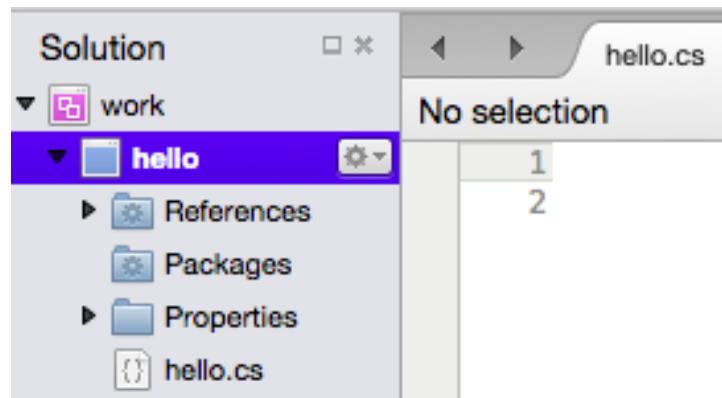 Solution
work
hello
References
Packages
Properties
hello.cs
hello.cs
No selection
1
2